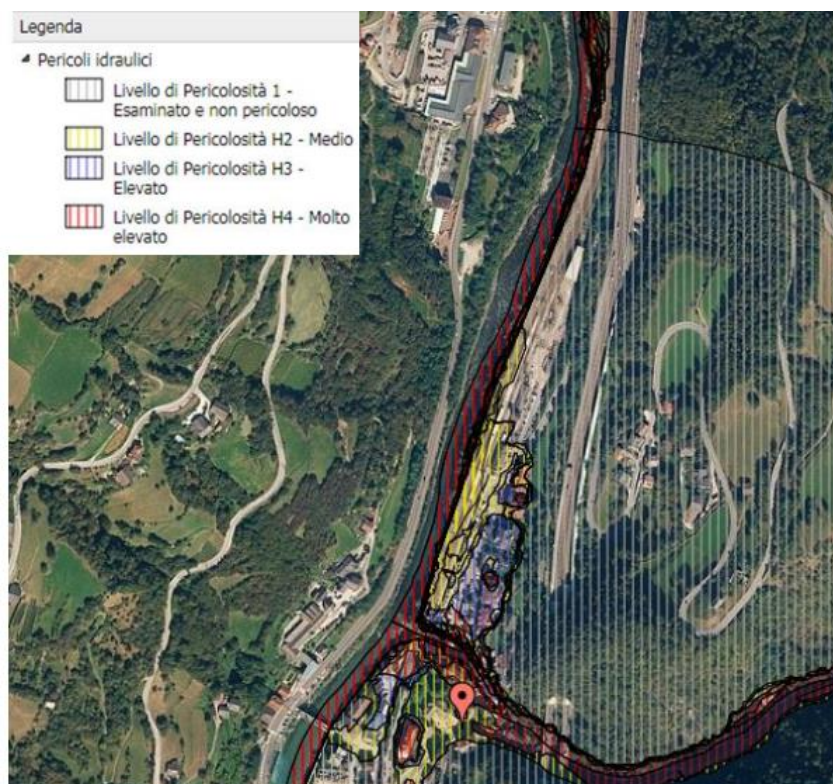 Legenda
Pericoli idraulici
Livello di Pericolosità 1 -
Esaminato e non pericoloso
Livello di Pericolosità H2 - Medio
Livello di Pericolosità H3 -
Elevato
Livello di Pericolosità H4 - Molto
elevato